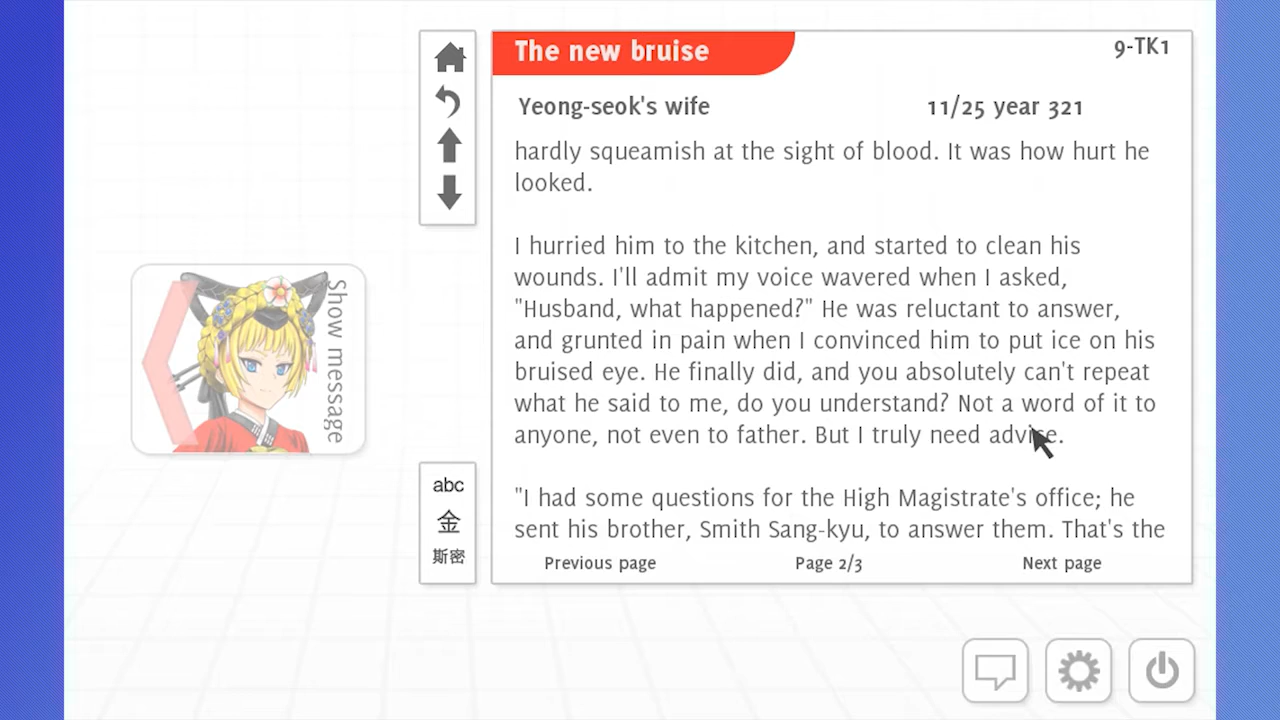 The new bruise
9-TK1
Yeong-seok's wife
11/25 year 321
hardly squeamish at the sight of blood. It was how hurt he
looked.
I hurried him to the kitchen, and started to clean his
wounds. I'll admit my voice wavered when I asked,
"Husband, what happened?" He was reluctant to answer,
and grunted in pain when I convinced him to put ice on his
bruised eye. He finally did, and you absolutely can't repeat
what he said to me, do you understand? Not a word of it to
anyone, not even to father. But I truly need advise.
"I had some questions for the High Magistrate's office; he
sent his brother, Smith Sang-kyu, to answer them. That's the
Previous page
Page 2/3
Next page
Show message
abc
金
斯密